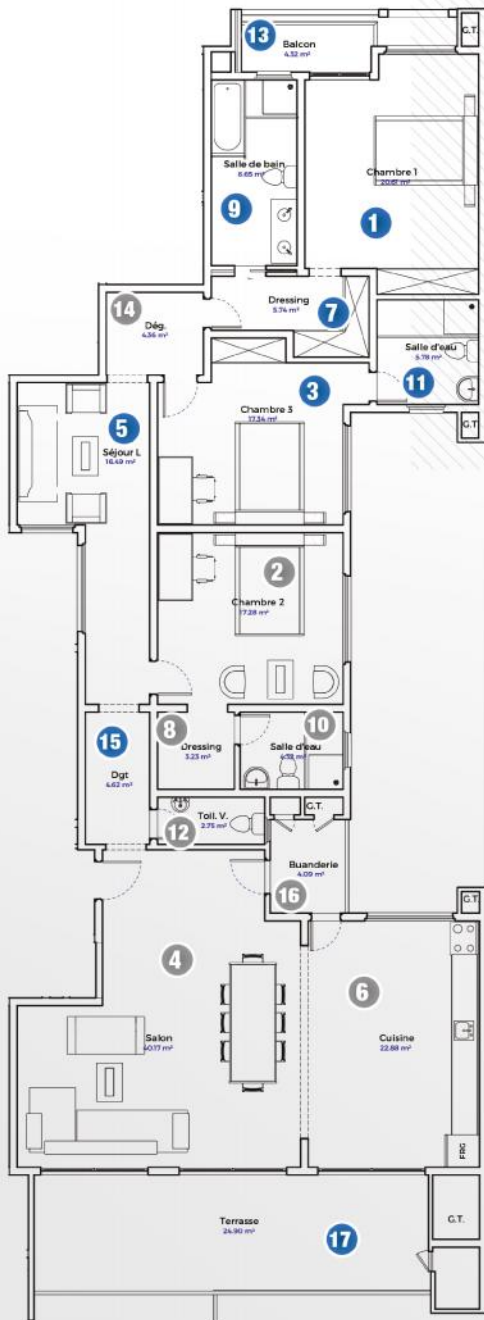 13
Balcon
4.32 m²
G.T.
Salle de bain
6.65 m²
Chambre 1
20.67 m²
9
1
14
Dressing
5.74 m²
7
Dég.
4.36 m²
Salle d'eau
5.78 m²
3
11
Chambre 3
17.34 m²
5
Séjour L
16.49 m²
G.T.
2
Chambre 2
17.28 m²
15
8
10
Dressing
3.23 m²
Salle d'eau
Dgt
4.62 m²
Toil. V.
2.75 m²
12
G.T.
Buanderie
4.09 m²
16
G.T.
4
6
Salon
40.17 m²
Cuisine
22.88 m²
FRG
Terrasse
24.90 m²
G.T.
17